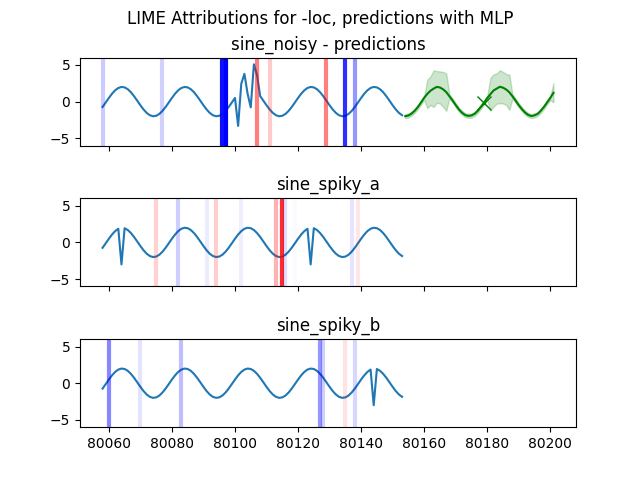 LIME Attributions for -loc, predictions with MLP
sine_noisy - predictions
5
0
−5
sine_spiky_a
5
0
−5
sine_spiky_b
5
0
−5
80060 80080 80100 80120 80140 80160 80180 80200